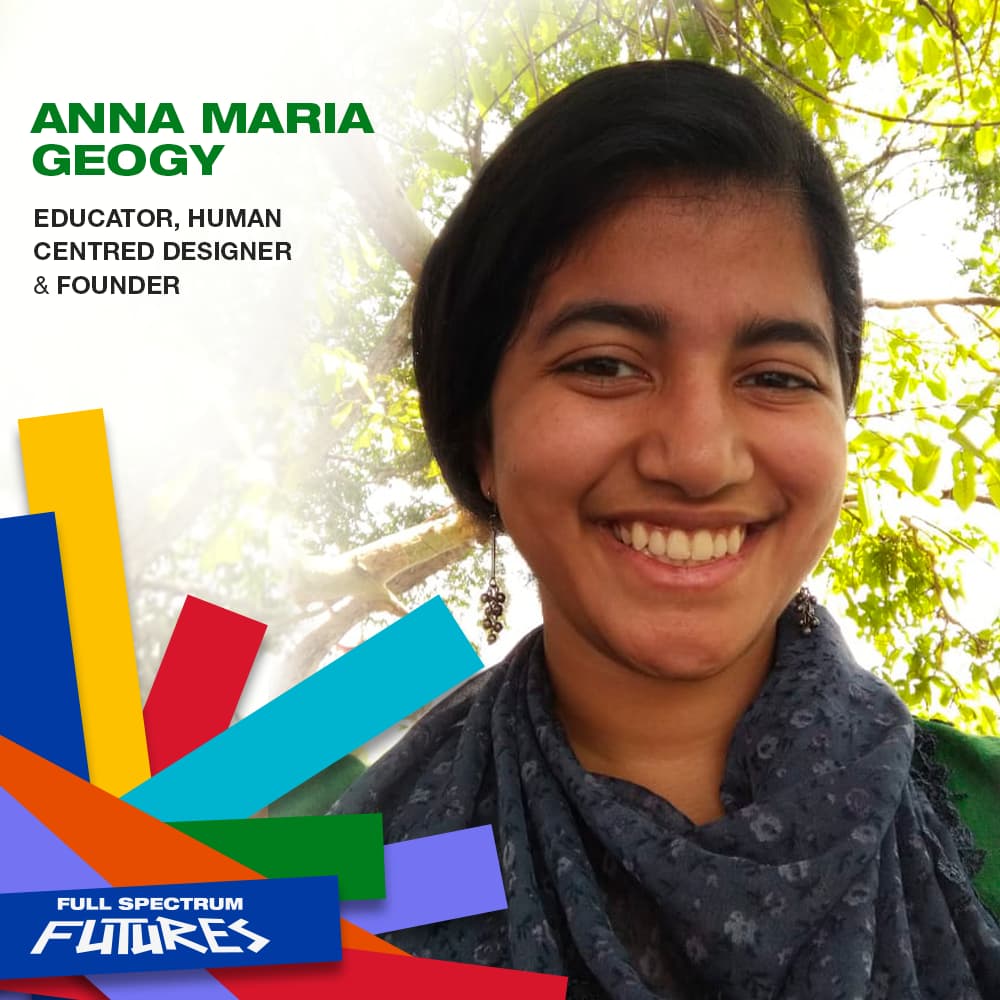 ANNA MARIA
GEOGY
EDUCATOR, HUMAN
CENTRED DESIGNER
& FOUNDER
FULL SPECTRUM
FUTURES